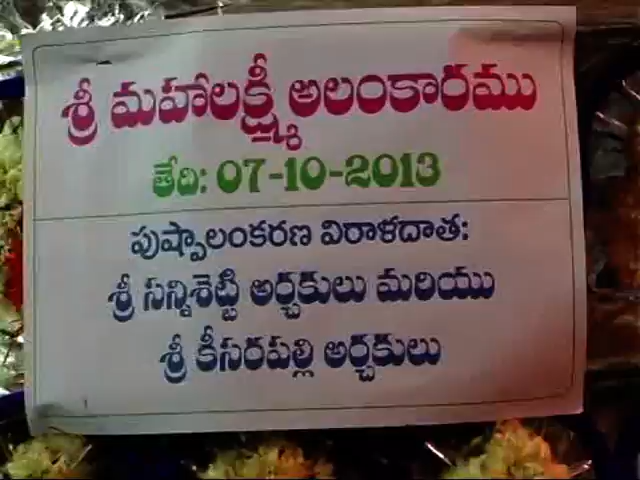 శ్రీ మహాలక్ష్మీ అలంకారము
తేది: 07-10-2013
పుష్పాలంకరణ విరాళదాత:
శ్రీ సన్నిశెట్టి అర్చకులు మరియు
శ్రీ కేసరపల్లి అర్చకులు